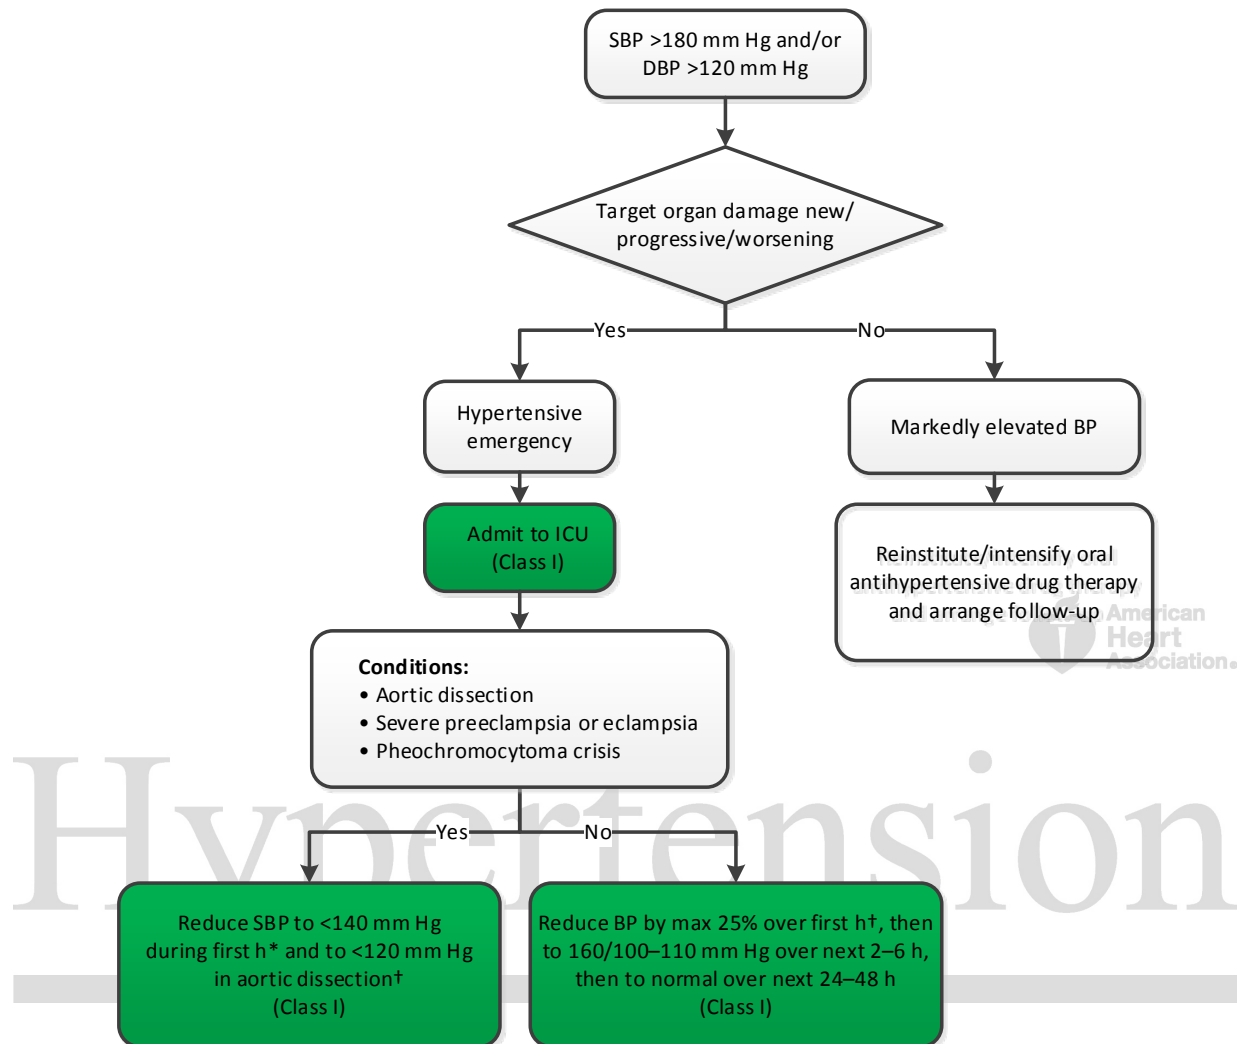 SBP >180 mm Hg and/or
DBP >120 mm Hg
Target organ damage new/
progressive/worsening
Yes
No
Hypertensive
emergency
Markedly elevated BP
Admit to ICU
(Class I)
Reinstitute/intensify oral
antihypertensive drug therapy
and arrange follow-up
American
Heart
Association.
Conditions:
• Aortic dissection
• Severe preeclampsia or eclampsia
• Pheochromocytoma crisis
Hypertension
Yes
No
Reduce SBP to <140 mm Hg
during first h* and to <120 mm Hg
in aortic dissection†
(Class I)
Reduce BP by max 25% over first h†, then
to 160/100–110 mm Hg over next 2–6 h,
then to normal over next 24–48 h
(Class I)